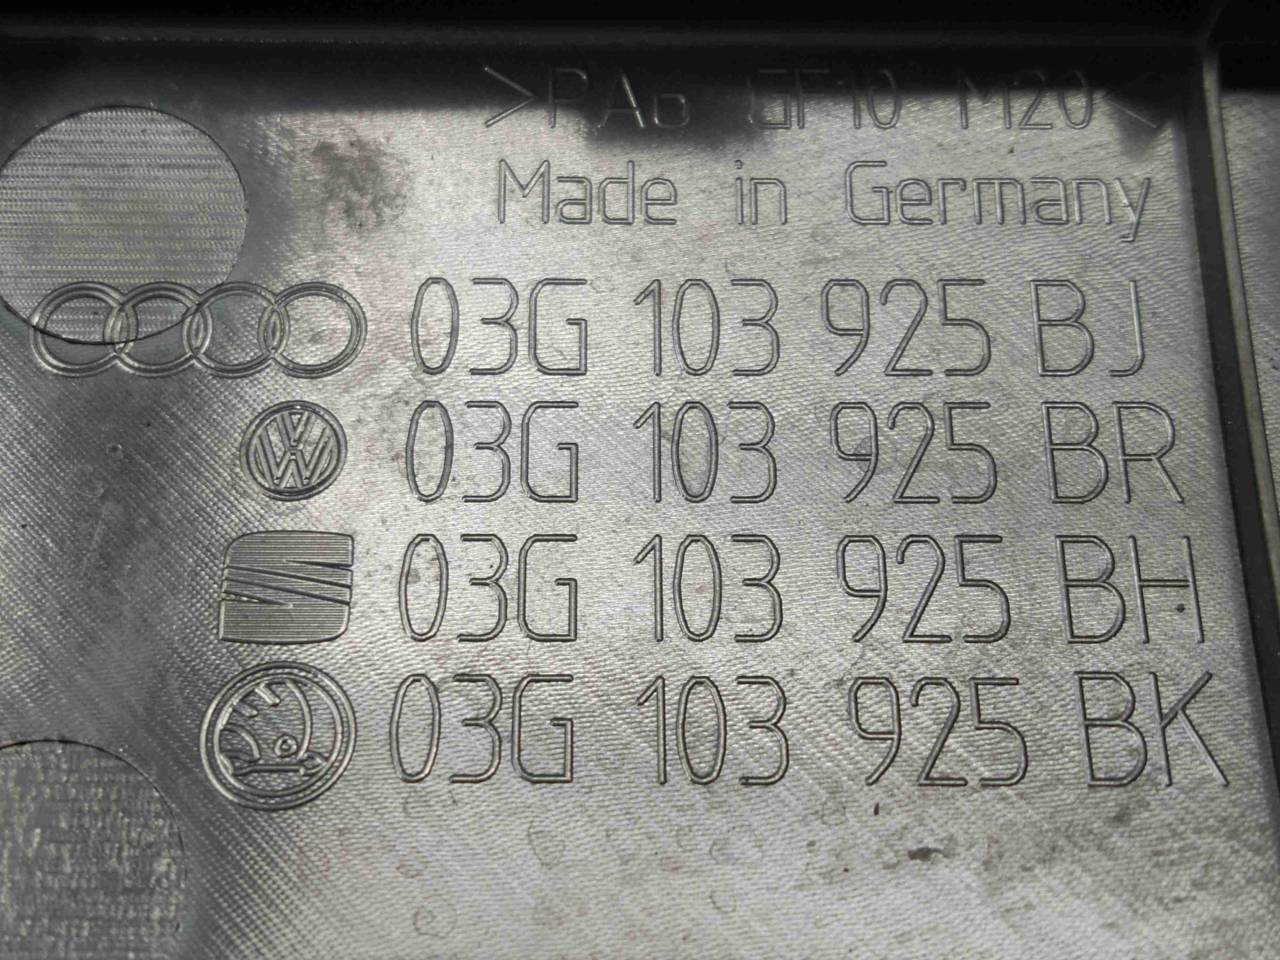 >PA6 GF10 M20<
Made in Germany
03G 103 925 BJ
03G 103 925 BR
03G 103 925 BH
03G 103 925 BK